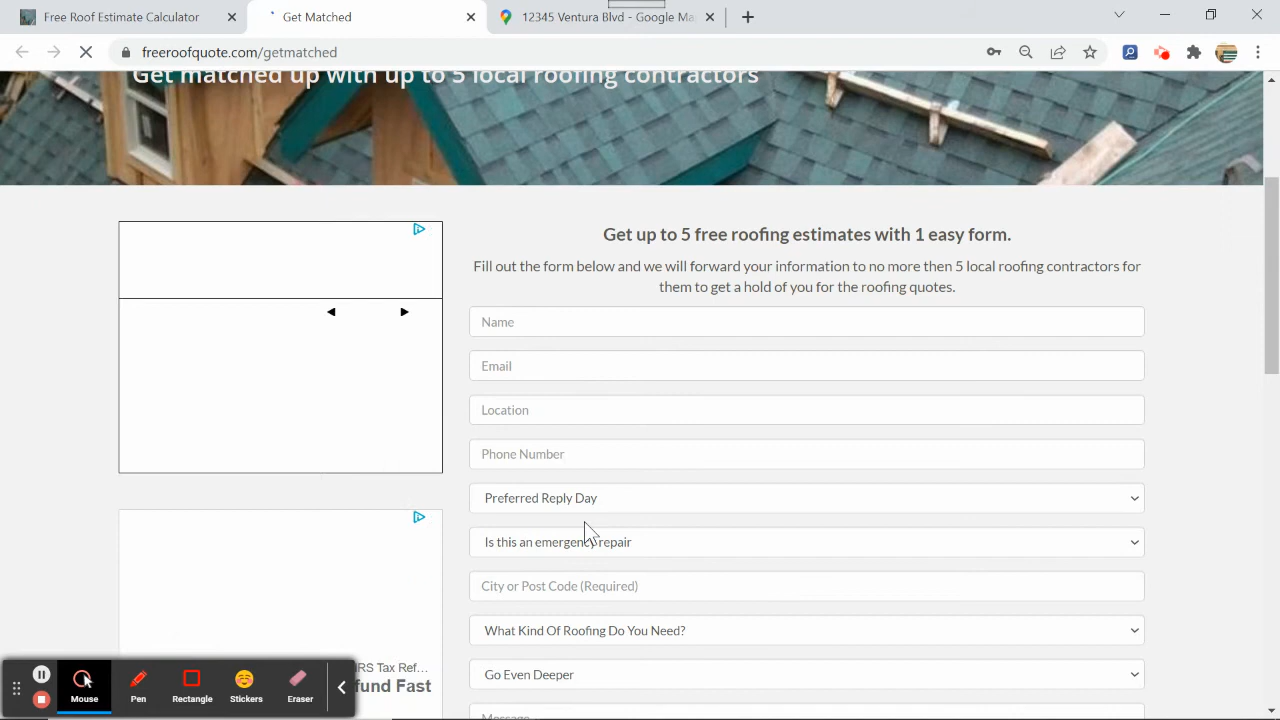 Free Roof Estimate Calculator
Get Matched
12345 Ventura Blvd - Google Ma
freeroofquote.com/getmatched
Get matched up with up to 5 local roofing contractors
Get up to 5 free roofing estimates with 1 easy form.
Fill out the form below and we will forward your information to no more then 5 local roofing contractors for
them to get a hold of you for the roofing quotes.
Name
Email
Location
Phone Number
Preferred Reply Day
Is this an emergency repair
City or Post Code (Required)
What Kind Of Roofing Do You Need?
Go Even Deeper
Message
IRS Tax Ref...
fund Fast
Mouse
Pen
Rectangle
Stickers
Eraser